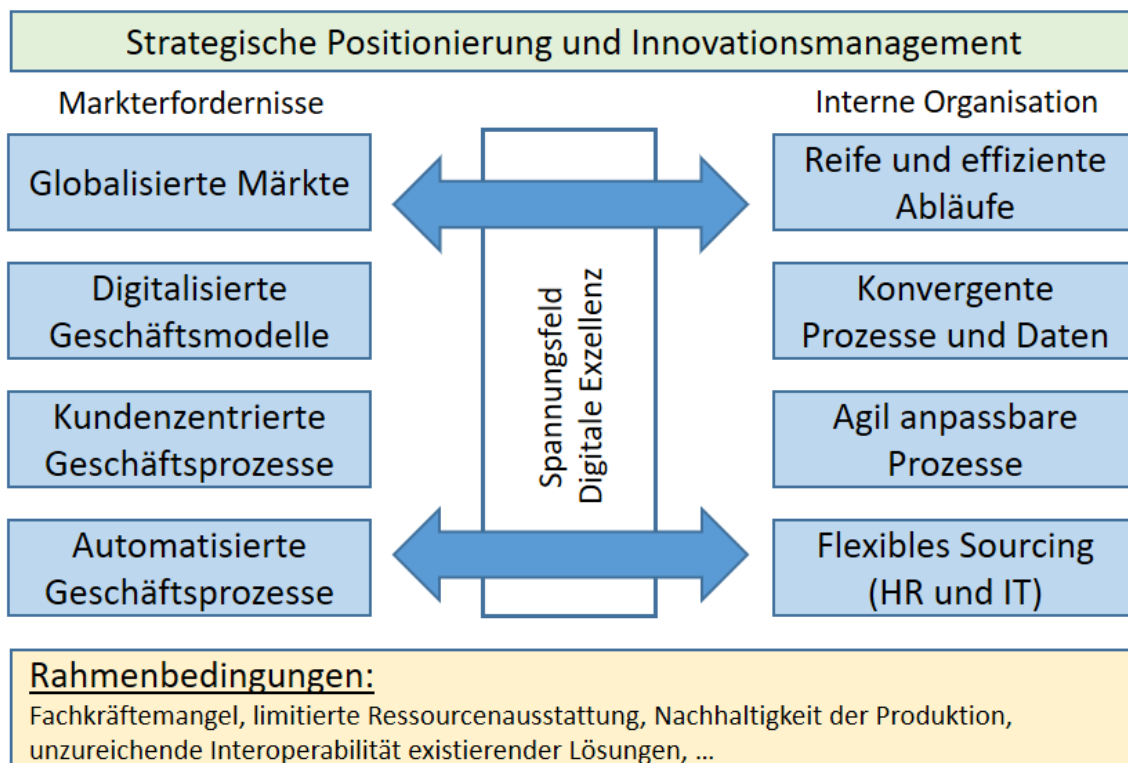 Strategische Positionierung und Innovationsmanagement
Markterfordernisse
Globalisierte Märkte
Digitalisierte
Geschäftsmodelle
Kundenzentrierte
Geschäftsprozesse
Automatisierte
Geschäftsprozesse
Spannungsfeld
Digitale Exzellenz
Interne Organisation
Reife und effiziente
Abläufe
Konvergente
Prozesse und Daten
Agil anpassbare
Prozesse
Flexibles Sourcing
(HR und IT)
Rahmenbedingungen:
Fachkräftemangel, limitierte Ressourcenausstattung, Nachhaltigkeit der Produktion,
unzureichende Interoperabilität existierender Lösungen, ...